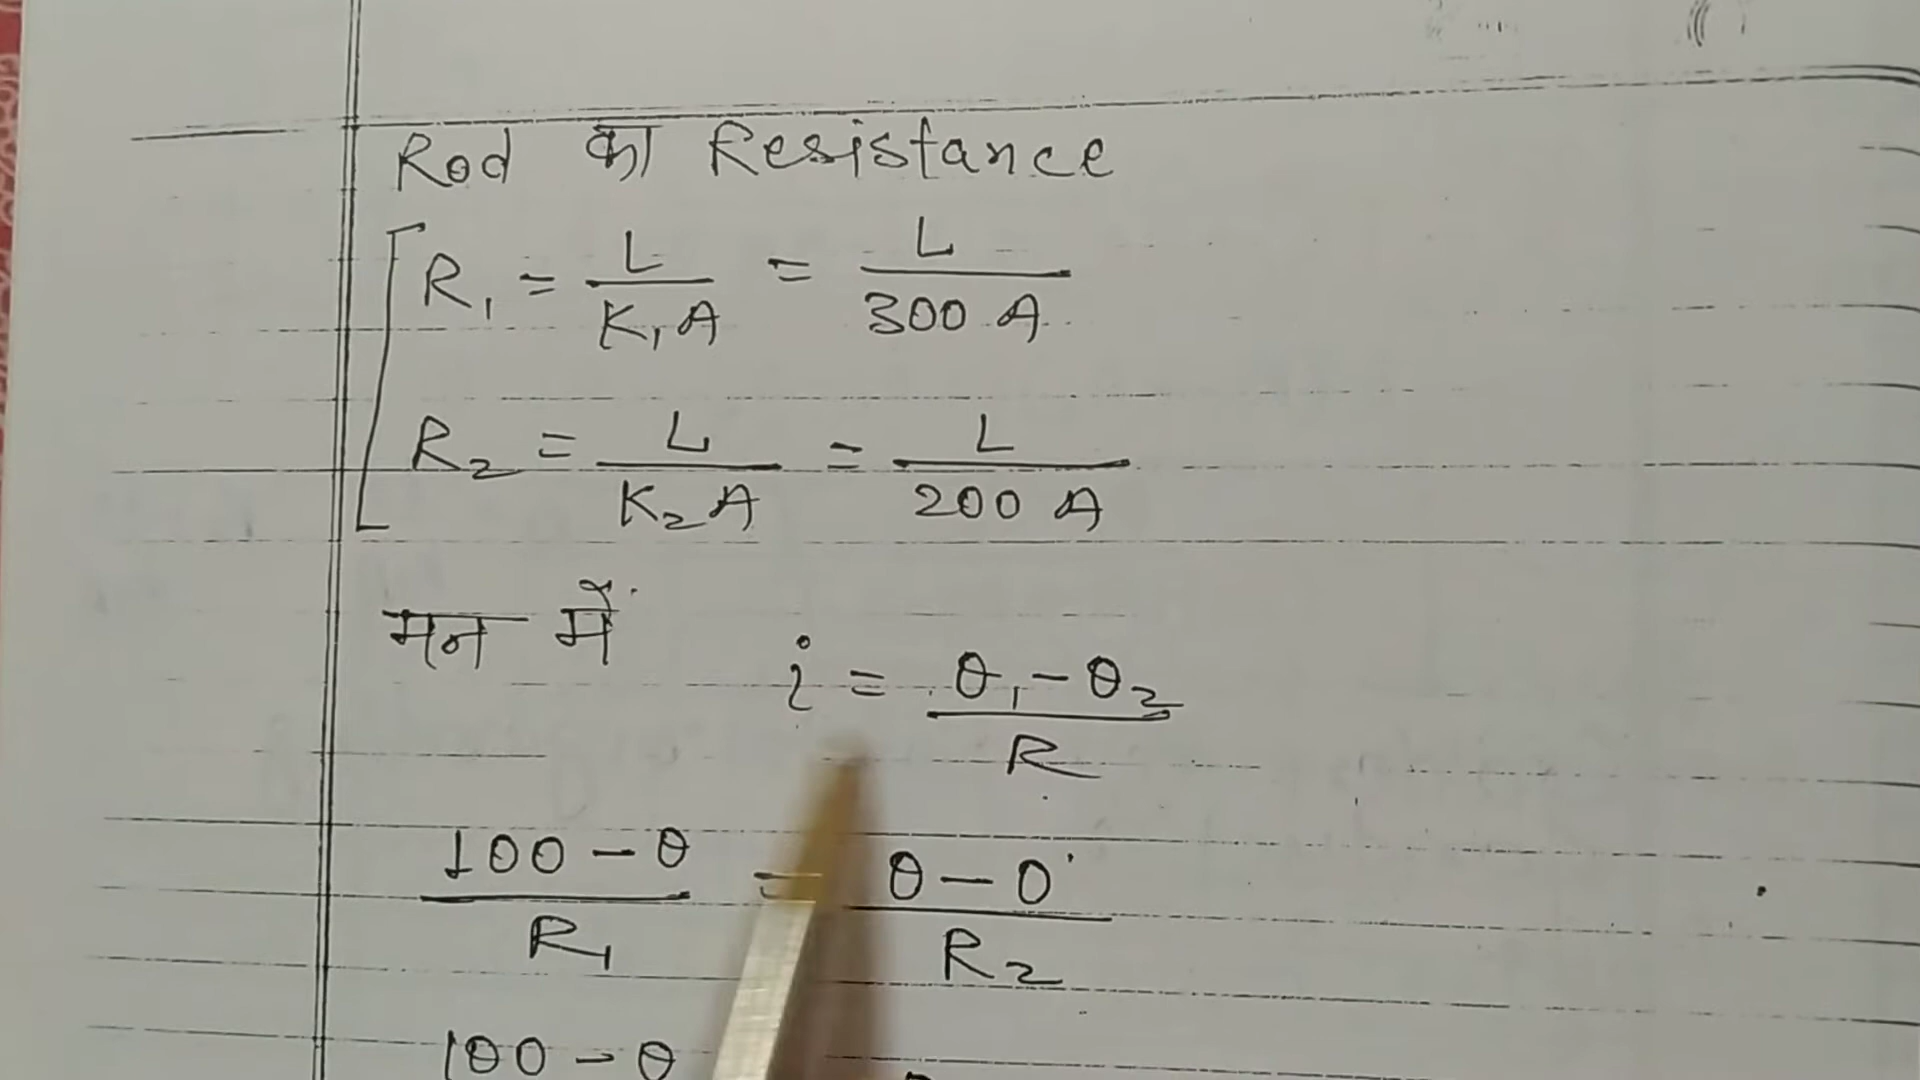 Rod का Resistance
R₁ = L / K₁A = L / 300 A
R₂ = L / K₂A = L / 200 A
मन में i = θ₁ - θ₂ / R
100 - θ / R₁ = θ - 0 / R₂
100 - θ